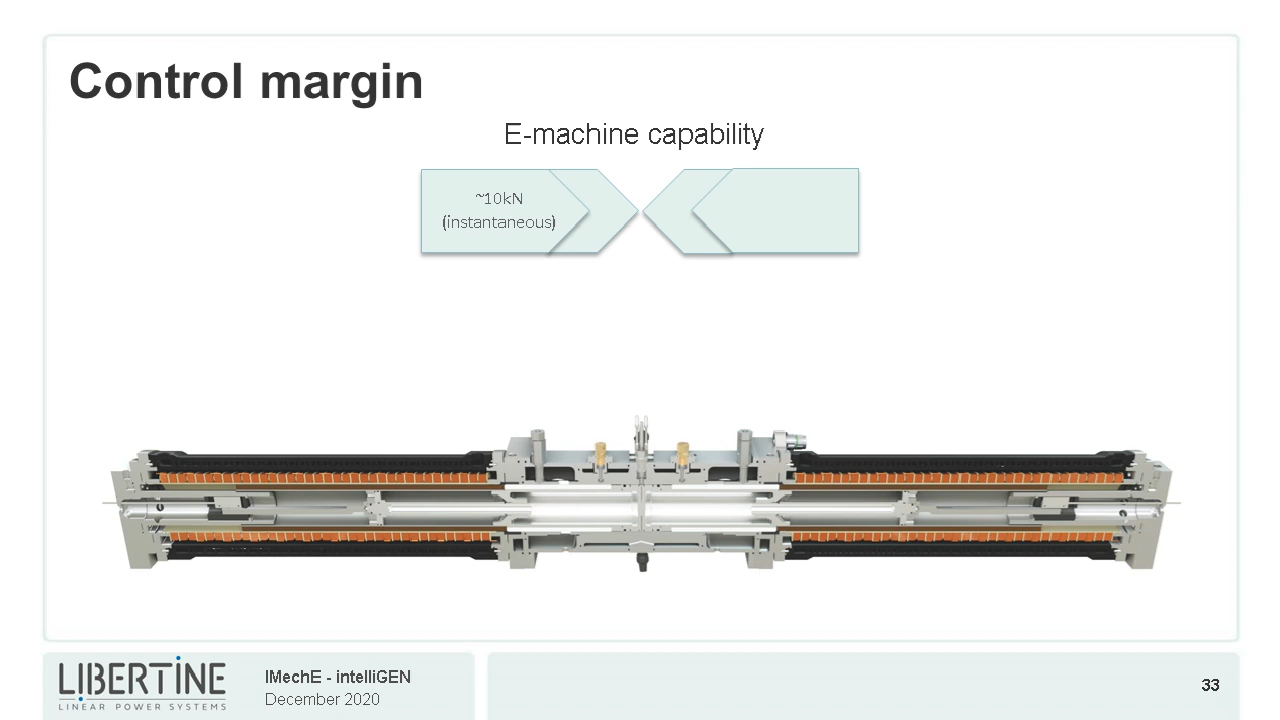 Control margin
E-machine capability
~10kN
(instantaneous)
LIBERTINE
LINEAR POWER SYSTEMS
IMechE - intelliGEN
December 2020
33